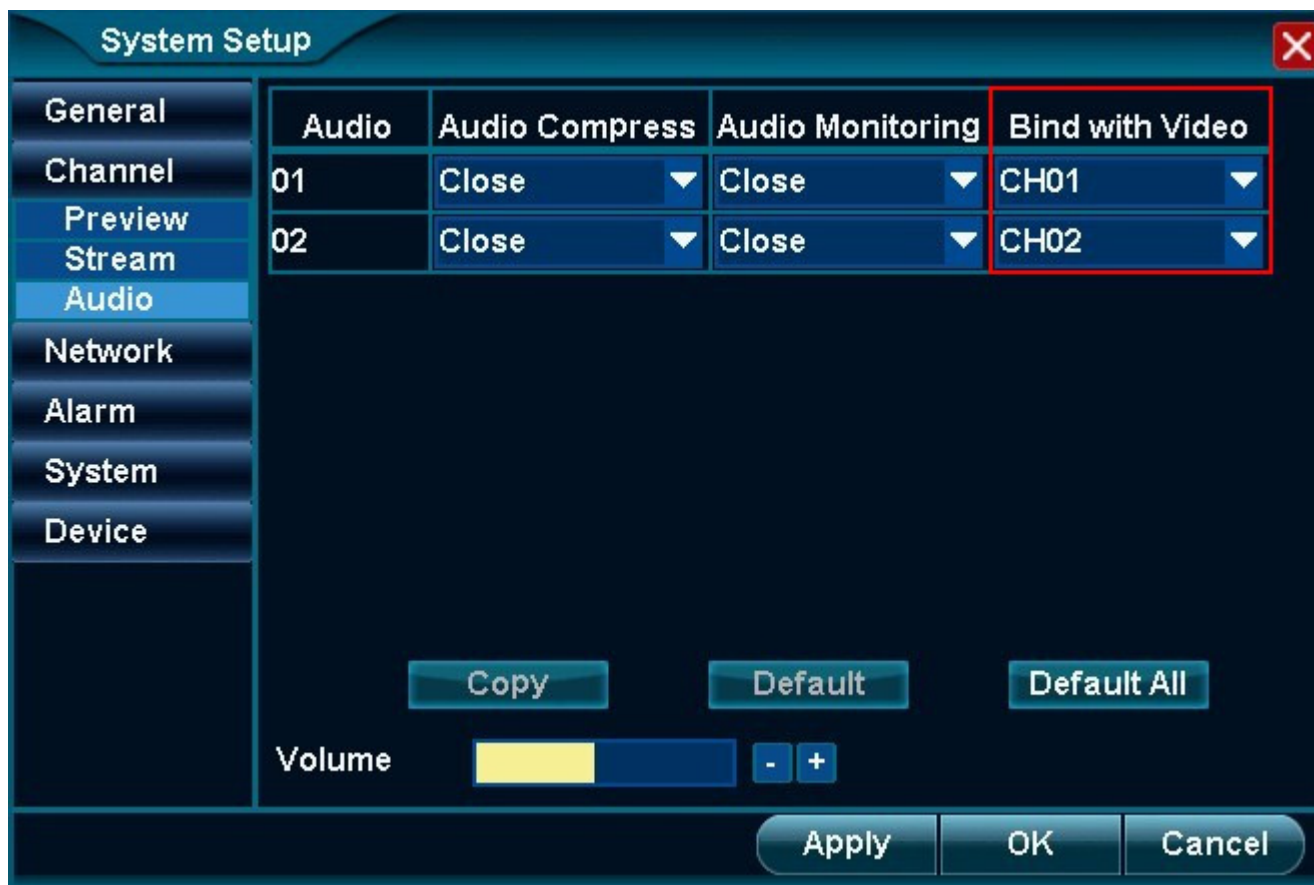 System Setup
General
Channel
Preview
Stream
Audio
Network
Alarm
System
Device
Audio Audio Compress Audio Monitoring Bind with Video
01 Close Close CH01
02 Close Close CH02
Copy Default Default All
Volume - +
Apply OK Cancel